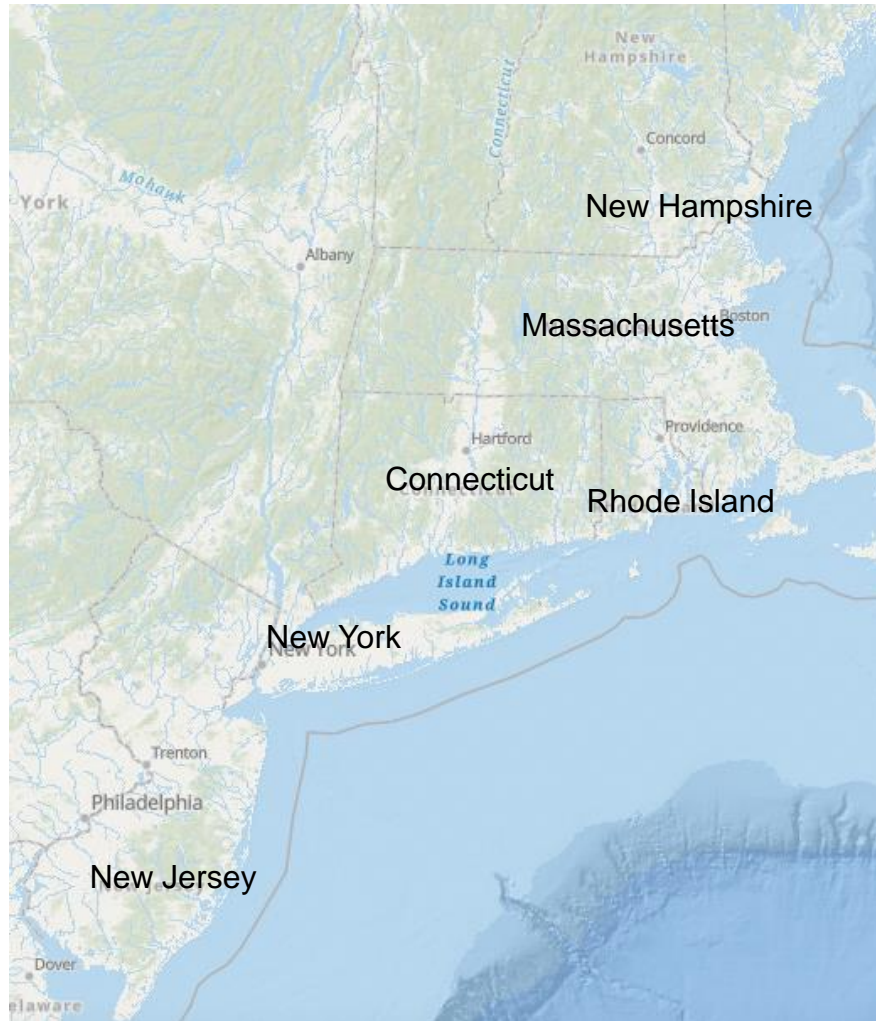 New
Hampshire
Connecticut
Concord
Mohawk
York
New Hampshire
Albany
Massachusetts
Boston
Providence
Hartford
Connecticut
Rhode Island
Long
Island
Sound
New York
New York
Trenton
Philadelphia
New Jersey
Dover
elaware